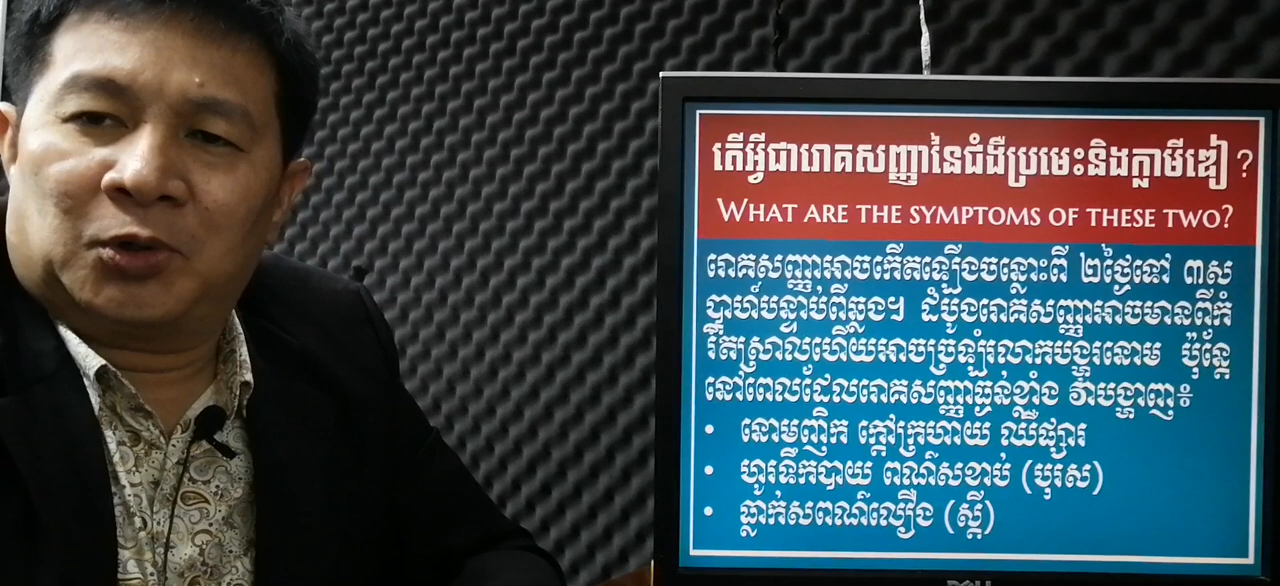 តើអ្វីជារោគសញ្ញានៃជំងឺប្រមេះនិងក្លាមីឌៀ ?
WHAT ARE THE SYMPTOMS OF THESE TWO?
រោគសញ្ញាអាចកើតឡើងចន្លោះពី ២ថ្ងៃទៅ ៣ស
ប្តាហ៍បន្ទាប់ពីឆ្លង។ ដំបូងរោគសញ្ញាអាចមានពីកំ
រិតស្រាលហើយអាចច្រឡំរលាកបង្ហួរនោម ប៉ុន្តែ
នៅពេលដែលរោគសញ្ញាធ្ងន់ខ្លាំង វាបង្ហាញ៖
• នោមញិក ក្តៅក្រហាយ ឈឺផ្សារ
• ហូរទឹកបាយ ពណ៌សខាប់ (បុរស)
• ធ្លាក់សពណ៌លឿង (ស្ត្រី)